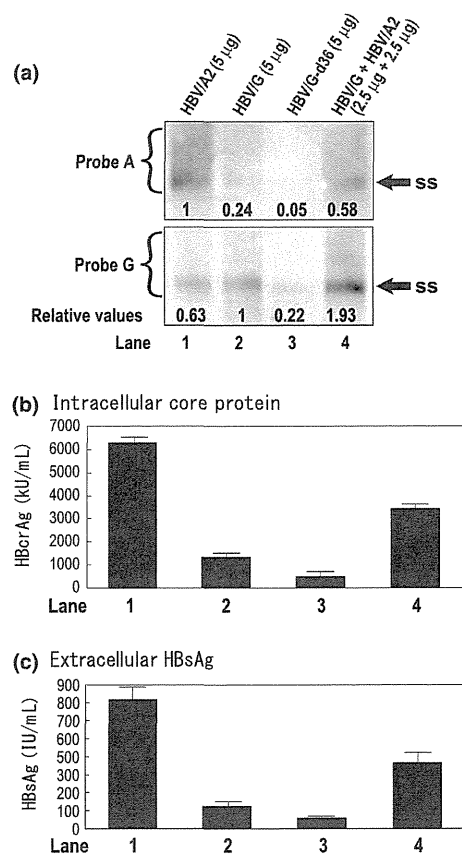 (a)
HBV/A2 (5 μg)
HBV/G (5 μg)
HBV/G-d36 (5 μg)
HBV/G + HBV/A2
(2.5 μg + 2.5 μg)
Probe A
1 0.24 0.05 0.58
ss
Probe G
ss
Relative values 0.63 1 0.22 1.93
Lane 1 2 3 4
(b) Intracellular core protein
HBcrAg (kU/mL)
7000
6000
5000
4000
3000
2000
1000
0
Lane 1 2 3 4
(c) Extracellular HBsAg
HBsAg (IU/mL)
900
800
700
600
500
400
300
200
100
0
Lane 1 2 3 4